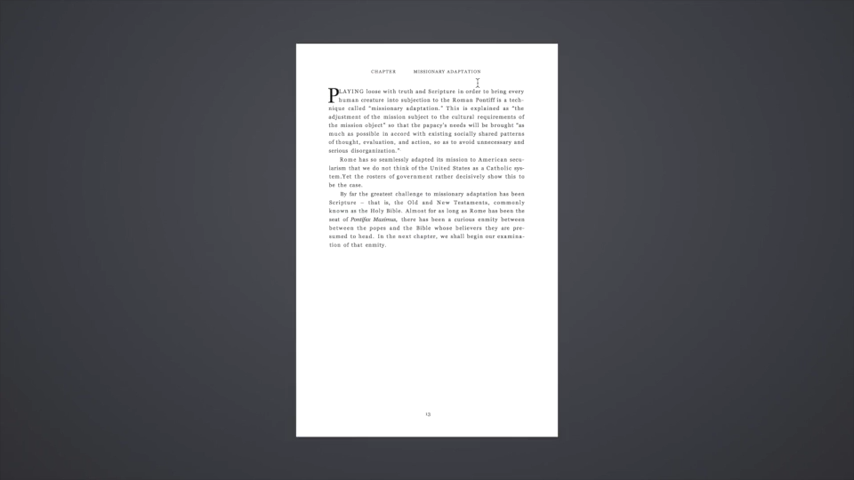 CHAPTER MISSIONARY ADAPTATION
PLAYING loose with truth and Scripture in order to bring every
human creature into subjection to the Roman Pontiff is a tech-
nique called "missionary adaptation." This is explained as "the
adjustment of the mission subject to the cultural requirements of
the mission object" so that the papacy's needs will be brought "as
much as possible in accord with existing socially shared patterns
of thought, evaluation, and action, so as to avoid unnecessary and
serious disorganization."
Rome has so seamlessly adapted its mission to American secu-
larism that we do not think of the United States as a Catholic sys-
tem.Yet the rosters of government rather decisively show this to
be the case.
By far the greatest challenge to missionary adaptation has been
Scripture – that is, the Old and New Testaments, commonly
known as the Holy Bible. Almost for as long as Rome has been the
seat of Pontifex Maximus, there has been a curious enmity between
between the popes and the Bible whose believers they are pre-
sumed to head. In the next chapter, we shall begin our examina-
tion of that enmity.
13